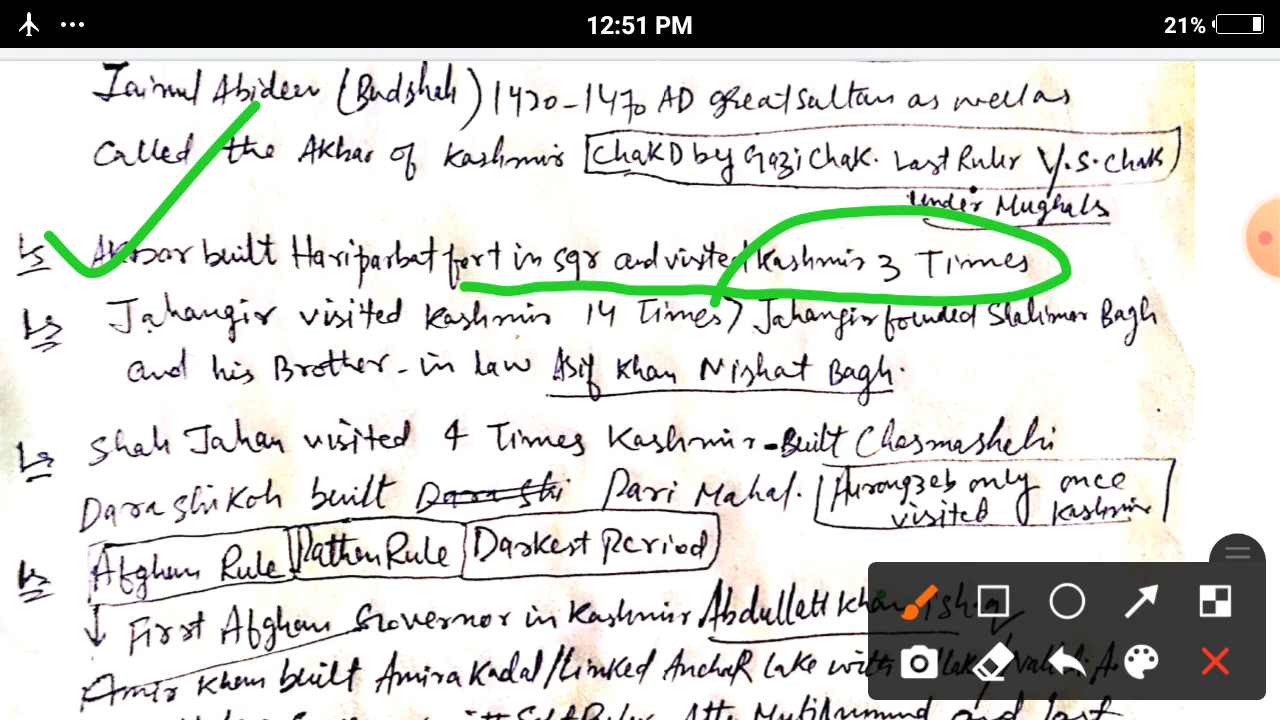 12:51 PM
21%
Zainul Abideen (Budshah) 1420-1470 AD great sultan as well as
Called the Akbar of Kashmir Chak D by Gazi Chak. Last Ruler Y.S. Chak
under Mughals
Akbar built Hariparbat fort in sgr and visited Kashmir 3 Times
Jahangir visited Kashmir 14 Times Jahangir founded Shalimar Bagh
and his Brother-in law Asif Khan Nishat Bagh.
Shah Jahan visited 4 Times Kashmir - Built Chasmashahi
Darashikoh built Dara Shi Pari Mahal. Aurangzeb only once
visited Kashmir
Afghan Rule Pathan Rule Darkest Period
First Afghan Governor in Kashmir Abdullah Khan
Amir Khan built Amira Kadal/Linked Anchar lake with